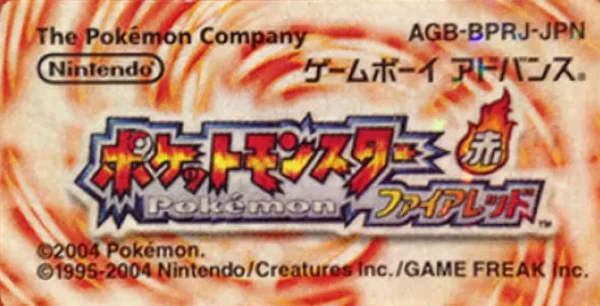 The Pokémon Company
AGB-BPRJ-JPN
Nintendo
ゲームボーイ アドバンス®
ポケットモンスター
赤
Pokémon
ファイアレッド™
©2004 Pokémon.
©1995-2004 Nintendo/Creatures Inc./GAME FREAK Inc.